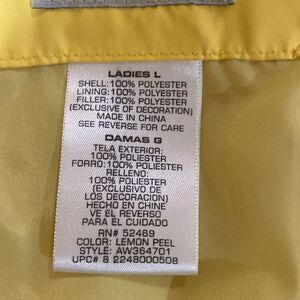 LADIES L
SHELL:100% POLYESTER
LINING:100% POLYESTER
FILLER:100% POLYESTER
(EXCLUSIVE OF DECORATION)
MADE IN CHINA
SEE REVERSE FOR CARE
DAMAS G
TELA EXTERIOR:
100% POLIESTER
FORRO:100% POLIESTER
RELLENO:
100% POLIESTER
(EXCLUSIVO DE
LOS DECORACION)
HECHO EN CHINA
VE EL REVERSO
PARA EL CUIDADO
RN# 52469
COLOR: LEMON PEEL
STYLE: AW364701
UPC# 8 2248000508